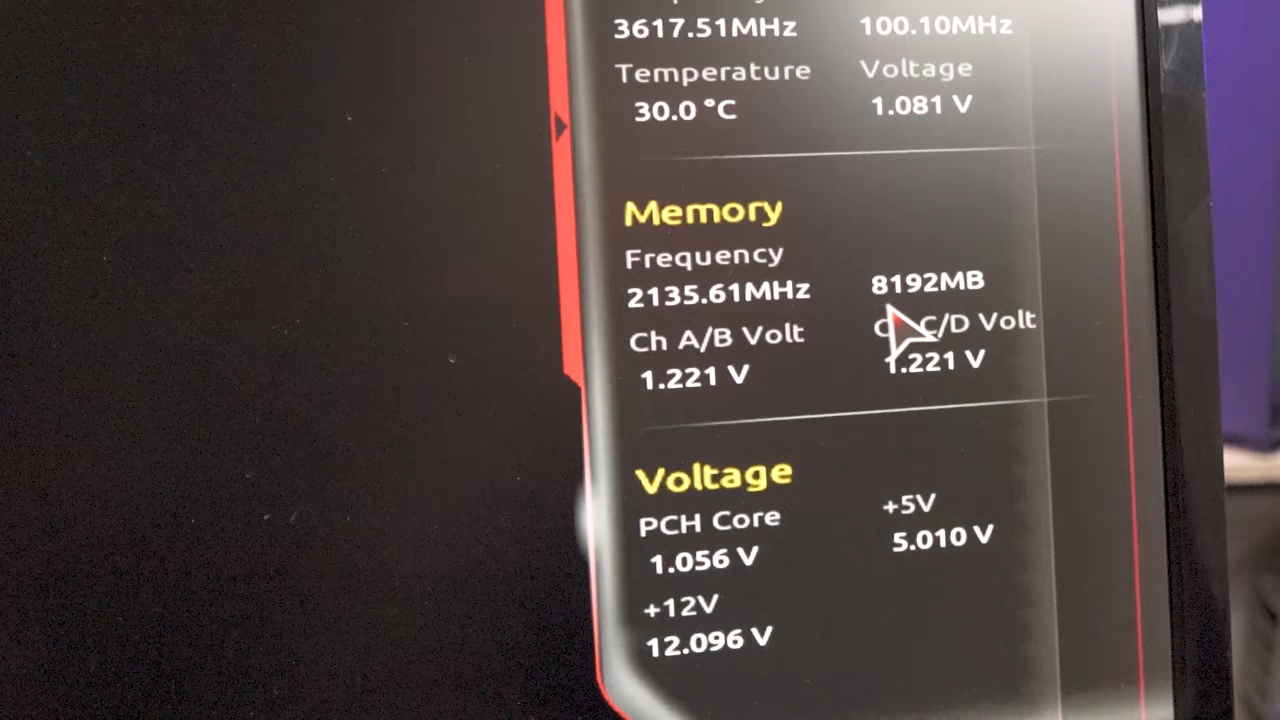 3617.51MHz 100.10MHz
Temperature Voltage
30.0 °C 1.081 V
Memory
Frequency
2135.61MHz 8192MB
Ch A/B Volt C/D Volt
1.221 V 1.221 V
Voltage
PCH Core +5V
1.056 V 5.010 V
+12V
12.096 V